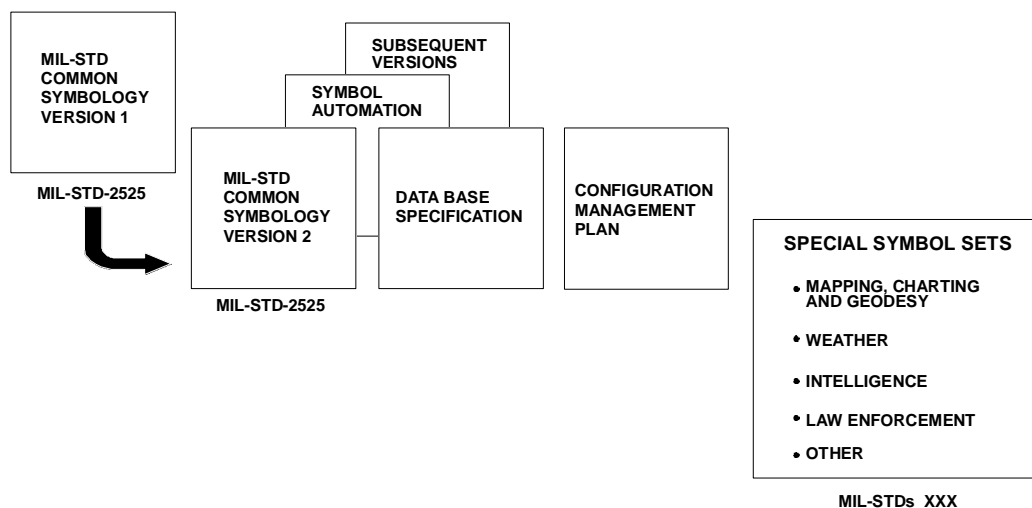 MIL-STD
COMMON
SYMBOLOGY
VERSION 1
MIL-STD-2525
SUBSEQUENT
VERSIONS
SYMBOL
AUTOMATION
MIL-STD
COMMON
SYMBOLOGY
VERSION 2
MIL-STD-2525
DATA BASE
SPECIFICATION
CONFIGURATION
MANAGEMENT
PLAN
SPECIAL SYMBOL SETS
• MAPPING, CHARTING
AND GEODESY
• WEATHER
• INTELLIGENCE
• LAW ENFORCEMENT
• OTHER
MIL-STDs XXX